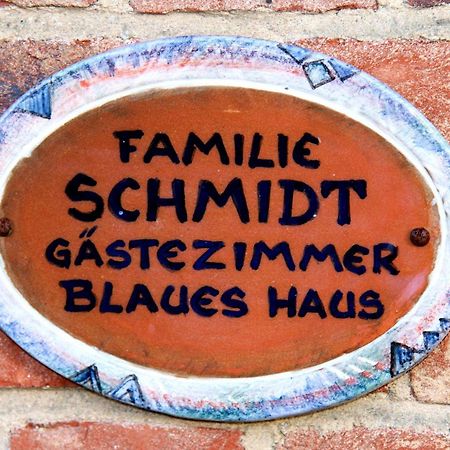 FAMILIE
SCHMIDT
GÄSTEZIMMER
BLAUES HAUS